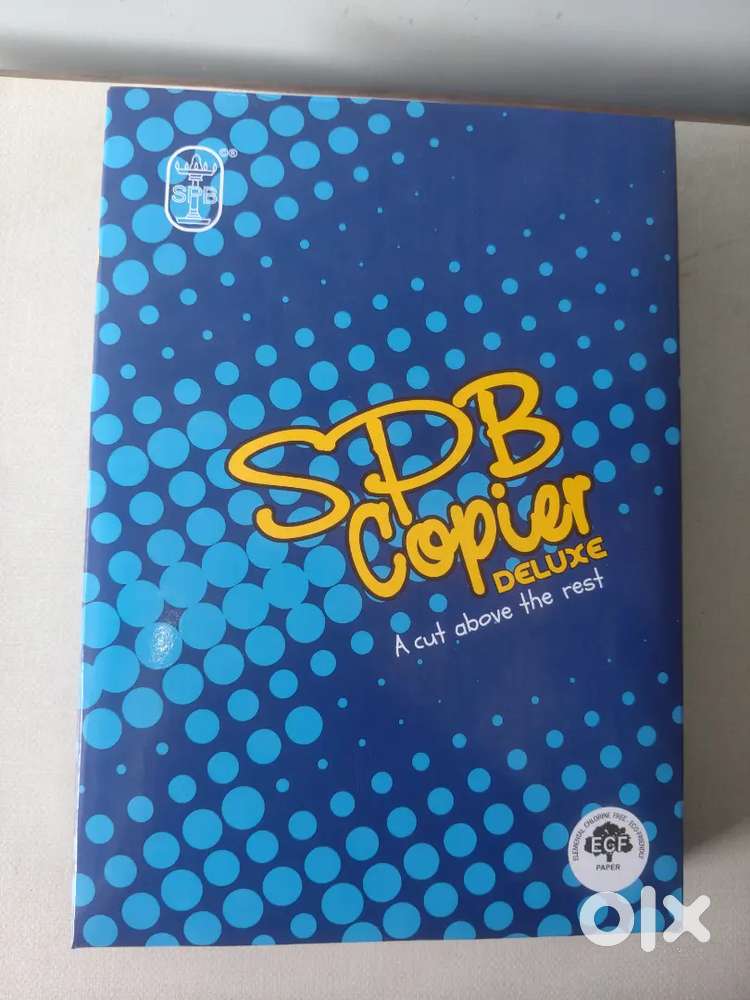 ©®
SPB
SPB
Copier
DELUXE
A cut above the rest
ELEMENTAL CHLORINE FREE - ECO-FRIENDLY
ECF
PAPER
olx